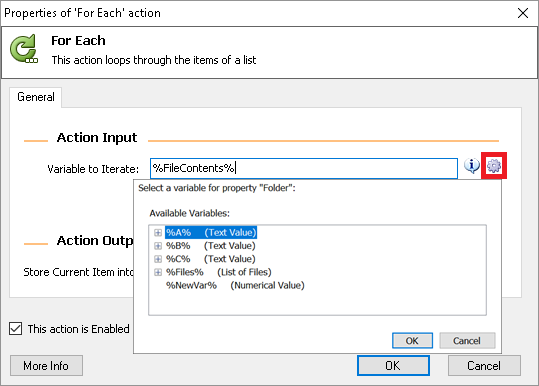 Properties of 'For Each' action
For Each
This action loops through the items of a list
General
Action Input
Variable to Iterate: %FileContents%
Select a variable for property "Folder":
Available Variables:
%A% (Text Value)
%B% (Text Value)
%C% (Text Value)
%Files% (List of Files)
%NewVar% (Numerical Value)
OK Cancel
Action Outp
Store Current Item into
This action is Enabled
More Info OK Cancel